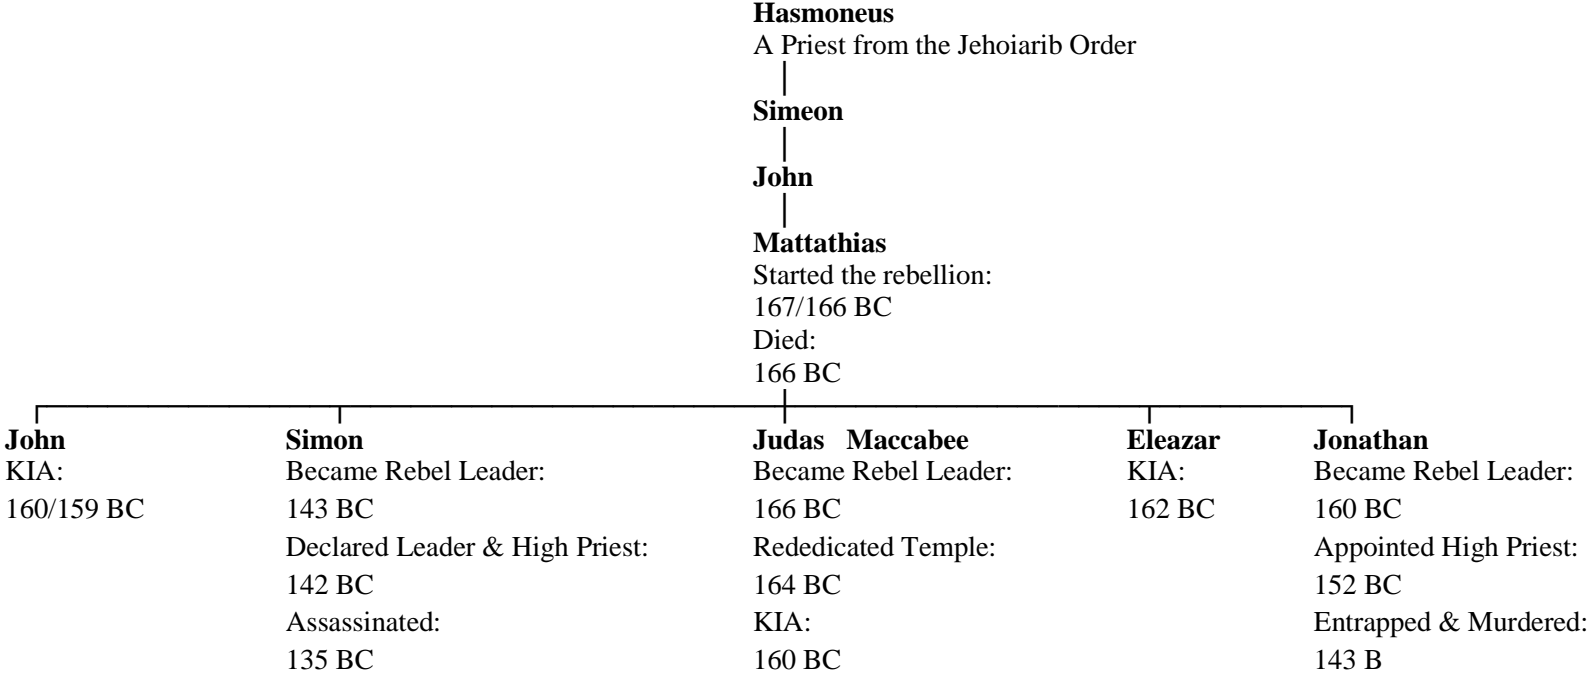 Hasmoneus
A Priest from the Jehoiarib Order
Simeon
John
Mattathias
Started the rebellion:
167/166 BC
Died:
166 BC
John
KIA:
160/159 BC
Simon
Became Rebel Leader:
143 BC
Declared Leader & High Priest:
142 BC
Assassinated:
135 BC
Judas Maccabee
Became Rebel Leader:
166 BC
Rededicated Temple:
164 BC
KIA:
160 BC
Eleazar
KIA:
162 BC
Jonathan
Became Rebel Leader:
160 BC
Appointed High Priest:
152 BC
Entrapped & Murdered:
143 B